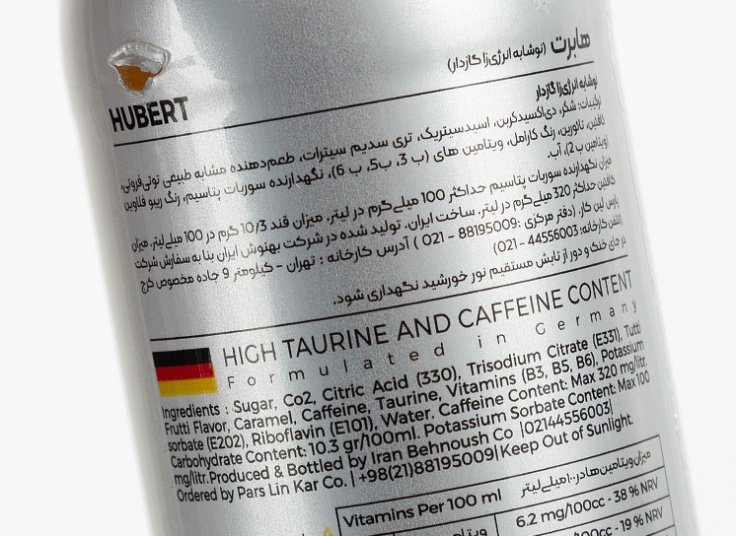 هابرت (نوشابه انرژی‌زا گازدار)
HUBERT
نوشابه انرژی‌زا گازدار
ترکیبات: شکر، دی‌اکسیدکربن، اسیدسیتریک، تری سدیم سیترات، طعم‌دهنده مشابه طبیعی توتی‌فروتی،
کافئین، تائورین، رنگ کارامل، ویتامین های (ب 3، ب5، ب 6)، نگهدارنده سوربات پتاسیم، رنگ ریبو فلاوین
(ویتامین ب 2)، آب.
میزان نگهدارنده سوربات پتاسیم حداکثر 100 میلی‌گرم در لیتر. میزان قند 10/3 گرم در 100 میلی‌لیتر. میزان
کافئین حداکثر 320 میلی‌گرم در لیتر. ساخت ایران. تولید شده در شرکت بهنوش ایران بنا به سفارش شرکت
پارس لین کار. (دفتر مرکزی: 88195009 - 021 ) آدرس کارخانه : تهران - کیلومتر 9 جاده مخصوص کرج
(تلفن کارخانه: 44556003 - 021)
در جای خنک و دور از تابش مستقیم نور خورشید نگهداری شود.
HIGH TAURINE AND CAFFEINE CONTENT
Formulated in Germany
Ingredients : Sugar, Co2, Citric Acid (330), Trisodium Citrate (E331), Tutti
Frutti Flavor, Caramel, Caffeine, Taurine, Vitamins (B3, B5, B6), Potassium
sorbate (E202), Riboflavin (E101), Water. Caffeine Content: Max 320 mg/litr.
Carbohydrate Content: 10.3 gr/100ml. Potassium Sorbate Content: Max 100
mg/litr.Produced & Bottled by Iran Behnoush Co |02144556003|
Ordered by Pars Lin Kar Co. | +98(21)88195009| Keep Out of Sunlight.
Vitamins Per 100 ml میزان ویتامین‌ها در ۱۰۰ میلی‌لیتر
6.2 mg/100cc - 38 % NRV
/100cc - 19 % NRV